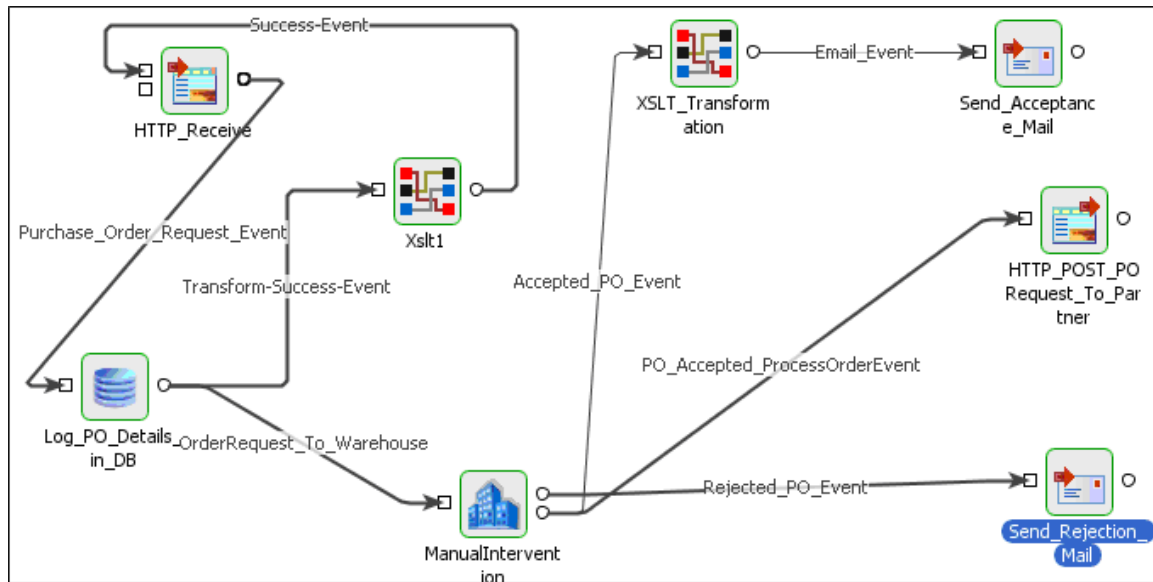 Success-Event
HTTP_Receive
Email_Event
XSLT_Transform
ation
Send_Acceptanc
e_Mail
Purchase_Order_Request_Event
Xslt1
Transform-Success-Event
Accepted_PO_Event
HTTP_POST_PO
Request_To_Par
tner
PO_Accepted_ProcessOrderEvent
Log_PO_Details_
in_DB
OrderRequest_To_Warehouse
Rejected_PO_Event
ManualInterven
ion
Send_Rejection_
Mail